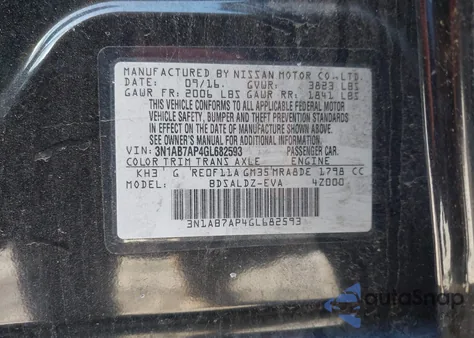 MANUFACTURED BY NISSAN MOTOR CO.,LTD.
DATE: 09/16 GVWR: 3823 LBS
GAWR FR: 2006 LBS GAWR RR: 1841 LBS
THIS VEHICLE CONFORMS TO ALL APPLICABLE FEDERAL MOTOR
VEHICLE SAFETY, BUMPER AND THEFT PREVENTION STANDARDS
IN EFFECT ON THE DATE OF MANUFACTURE SHOWN ABOVE.
SEE OWNER'S MANUAL / ADDITIONAL
VIN: 3N1AB7AP4GL682593 PASSENGER CAR
COLOR TRIM TRANS AXLE ENGINE
KH3 G RE0F11A GM35 MRA8DE 1798 CC
MODEL: BDSALDZ-EVA 4Z000
3N1AB7AP4GL682593
autoSnap